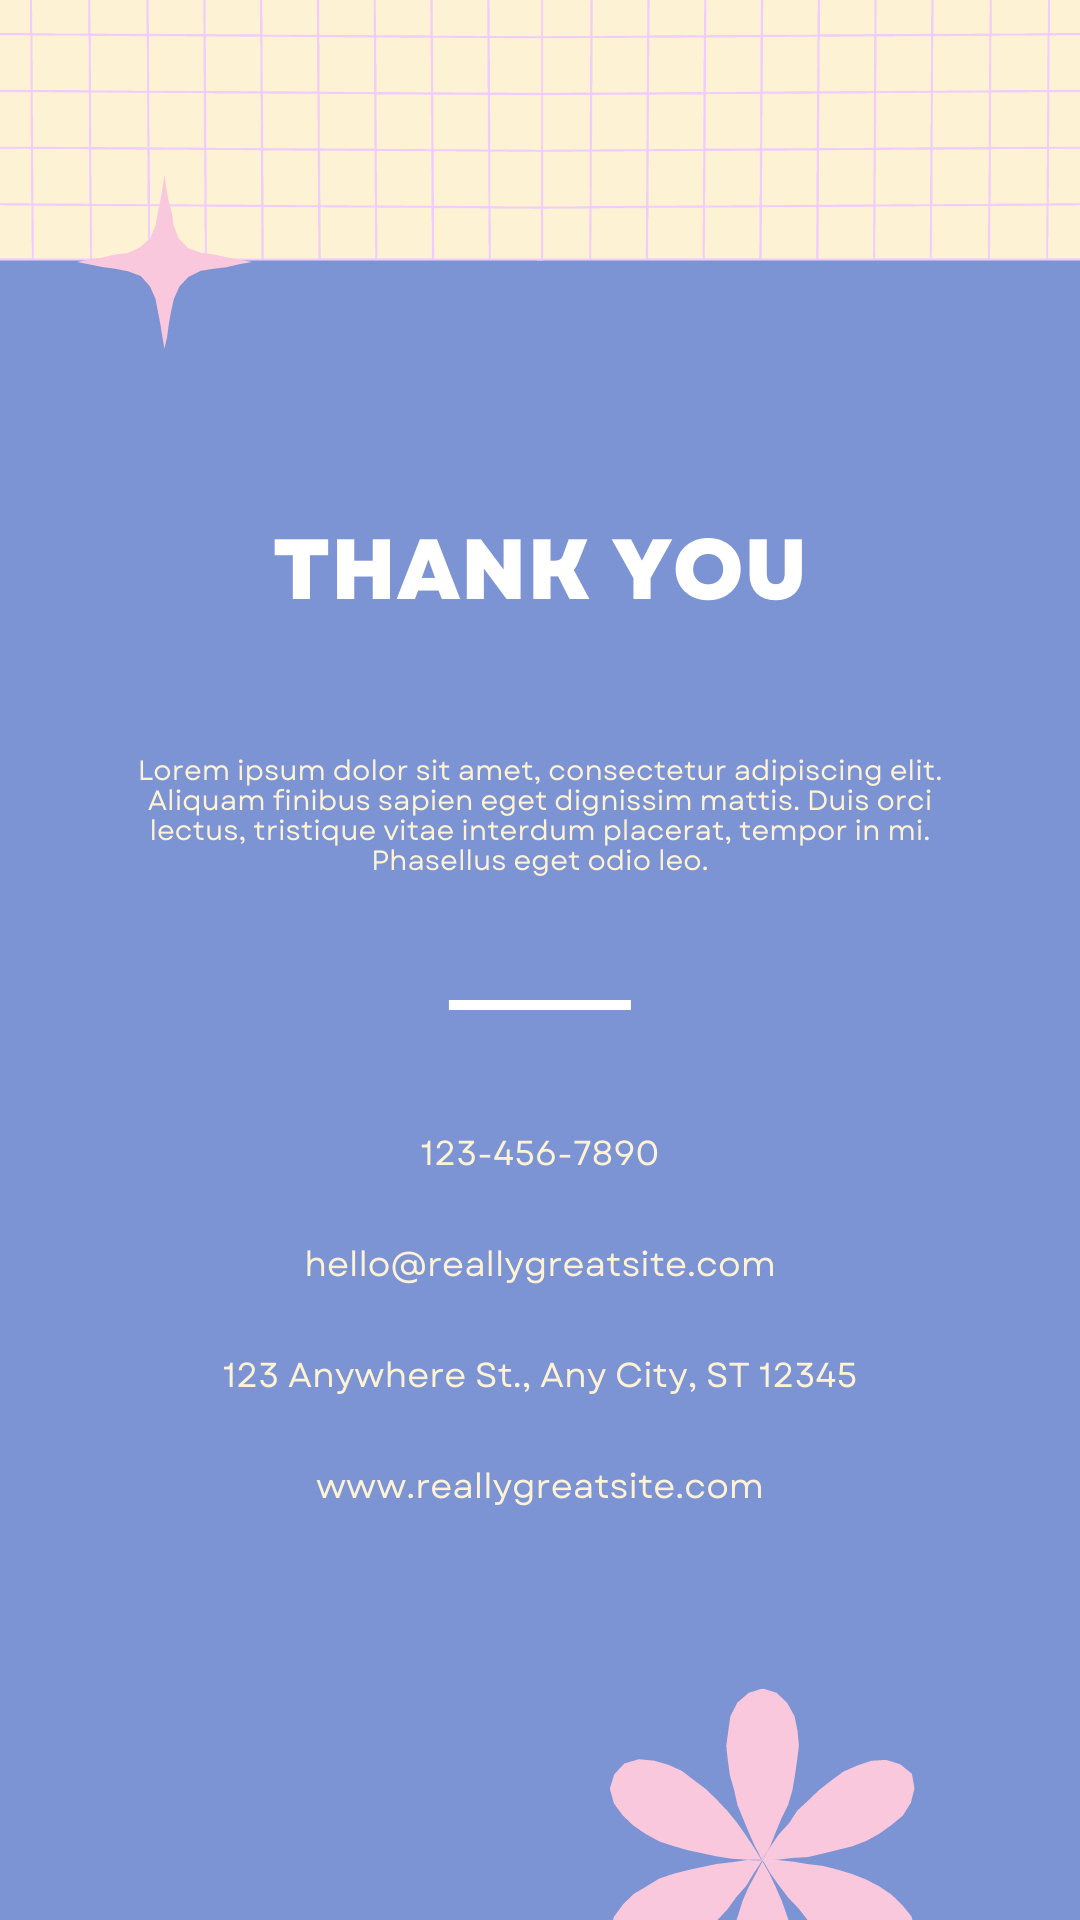 THANK YOU
Lorem ipsum dolor sit amet, consectetur adipiscing elit.
Aliquam finibus sapien eget dignissim mattis. Duis orci
lectus, tristique vitae interdum placerat, tempor in mi.
Phasellus eget odio leo.
123-456-7890
hello@reallygreatsite.com
123 Anywhere St., Any City, ST 12345
www.reallygreatsite.com